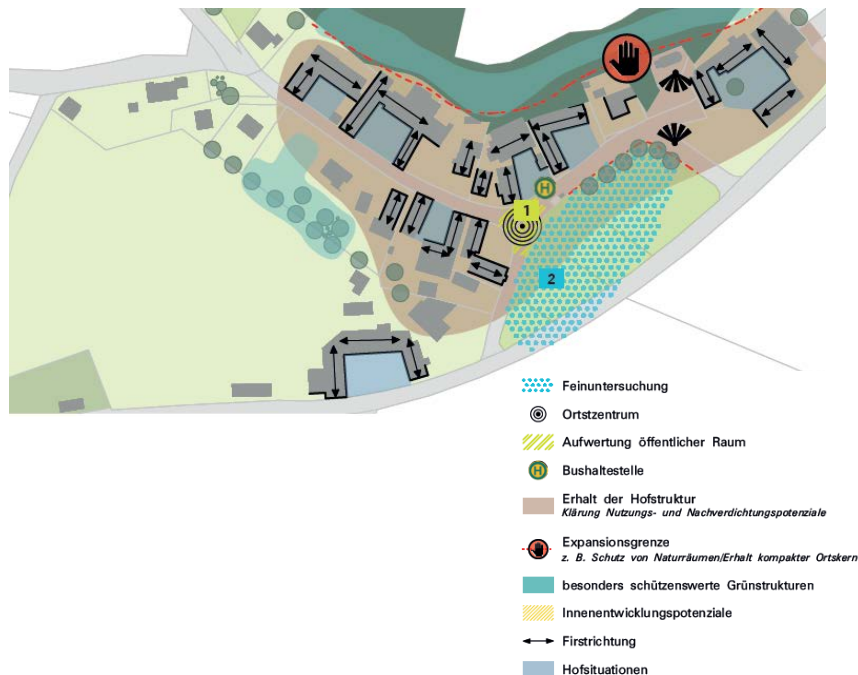 H
1
2
Feinuntersuchung
Ortstzentrum
Aufwertung öffentlicher Raum
H Bushaltestelle
Erhalt der Hofstruktur
Klärung Nutzungs- und Nachverdichtungspotenziale
Expansionsgrenze
z. B. Schutz von Naturräumen/Erhalt kompakter Ortskern
besonders schützenswerte Grünstrukturen
Innenentwicklungspotenziale
Firstrichtung
Hofsituationen